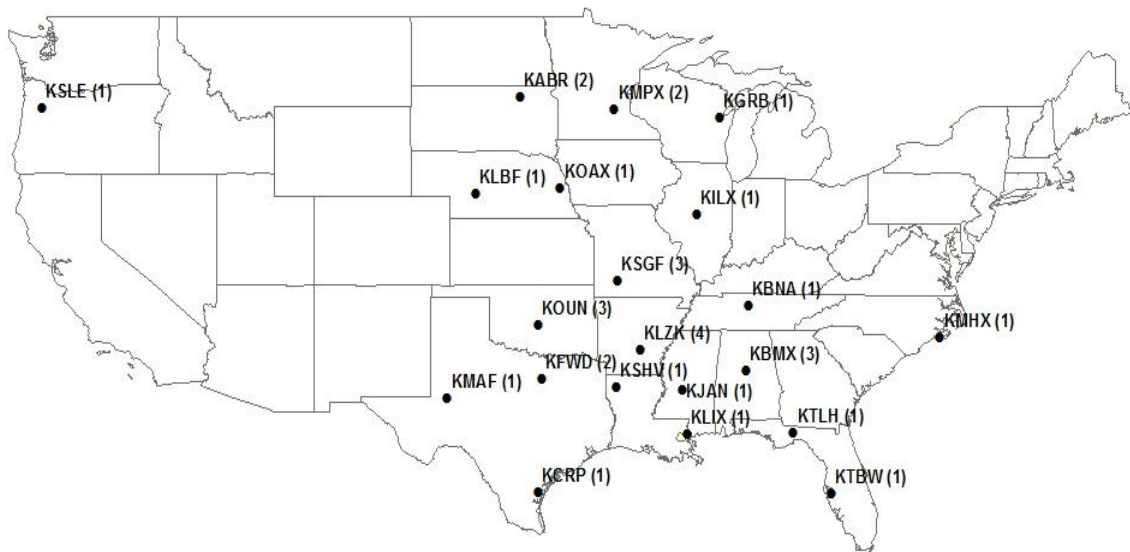 KSLE (1)
KABR (2)
KMPX (2)
KGRB (1)
KLBF (1)
KOAX (1)
KILX (1)
KSGF (3)
KBNA (1)
KOUN (3)
KLZK (4)
KMHX (1)
KFWD (2)
KSHV (1)
KBMX (3)
KMAF (1)
KJAN (1)
KLIX (1)
KTLH (1)
KCRP (1)
KTBW (1)